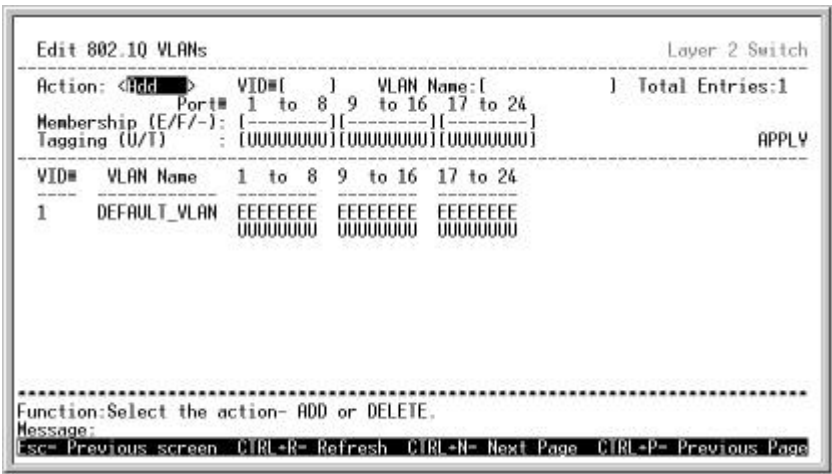 Edit 802.1Q VLANs Layer 2 Switch
Action: <Add > VID#[ ] VLAN Name:[ ] Total Entries:1
Port# 1 to 8 9 to 16 17 to 24
Membership (E/F/-): [--------][--------][--------]
Tagging (U/T) : [UUUUUUUU][UUUUUUUU][UUUUUUUU] APPLY
VID# VLAN Name 1 to 8 9 to 16 17 to 24
---- ------------ -------- -------- --------
1 DEFAULT_VLAN EEEEEEEE EEEEEEEE EEEEEEEE
UUUUUUUU UUUUUUUU UUUUUUUU
Function:Select the action- ADD or DELETE.
Message:
Esc= Previous screen CTRL+R= Refresh CTRL+N= Next Page CTRL+P= Previous Page